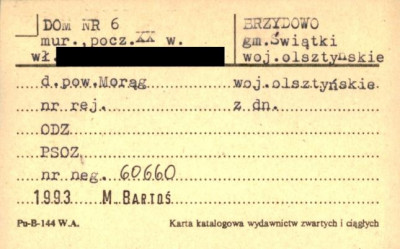 DOM NR 6 BRZYDOWO
mur.,pocz.XX w. gm.Świątki
wł. woj.olsztyńskie
d.pow.Morąg woj.olsztyńskie
nr rej. z dn.
ODZ
PSOZ
nr neg. 60660
1993 M.BARTOŚ
Pu-B-144 W.A. Karta katalogowa wydawnictw zwartych i ciągłych